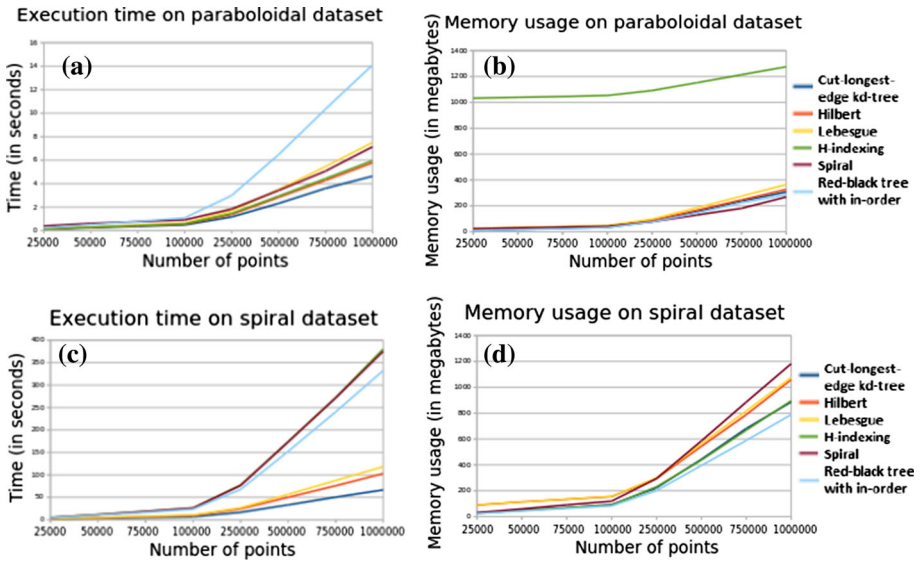 Execution time on paraboloidal dataset
(a)
Time (in seconds)
16
14
12
10
8
6
4
2
0
25000 50000 75000 100000 250000 500000 750000 1000000
Number of points
Memory usage on paraboloidal dataset
(b)
Memory usage (in megabytes)
1400
1200
1000
800
600
400
200
0
25000 50000 75000 100000 250000 500000 750000 1000000
Number of points
Cut-longest-
edge kd-tree
Hilbert
Lebesgue
H-indexing
Spiral
Red-black tree
with in-order
Execution time on spiral dataset
(c)
Time (in seconds)
400
350
300
250
200
150
100
50
0
25000 50000 75000 100000 250000 500000 750000 1000000
Number of points
Memory usage on spiral dataset
(d)
Memory usage (in megabytes)
1400
1200
1000
800
600
400
200
0
25000 50000 75000 100000 250000 500000 750000 1000000
Number of points
Cut-longest-
edge kd-tree
Hilbert
Lebesgue
H-indexing
Spiral
Red-black tree
with in-order